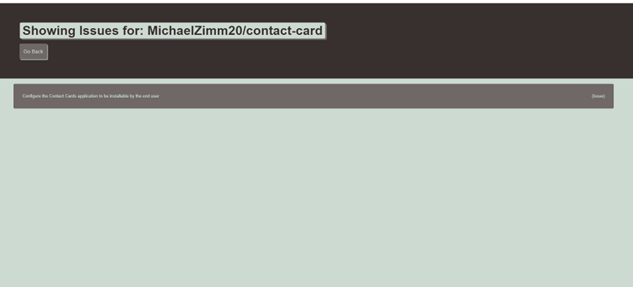 Showing Issues for: MichaelZimm20/contact-card
Go Back
Configure the Contact Cards application to be installable by the end user (Issue)